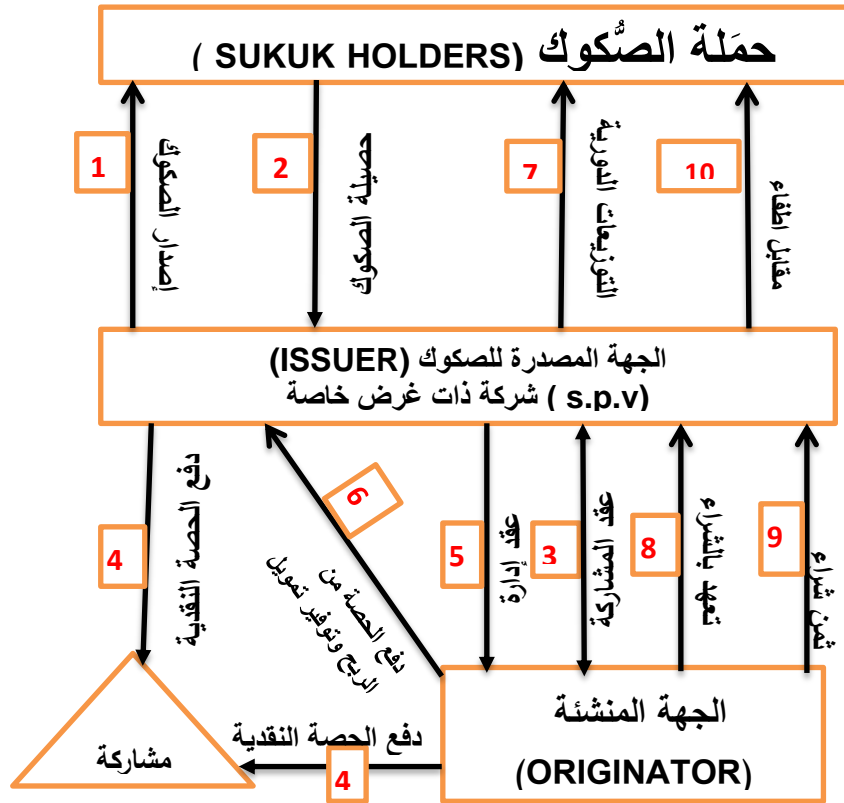 حمَلة الصُّكوك (SUKUK HOLDERS )
1
إصدار الصكوك
2
حصيلة الصكوك
7
التوزيعات الدورية
10
مقابل اطفاء
الجهة المصدرة للصكوك (ISSUER)
(s.p.v ) شركة ذات غرض خاصة
4
دفع الحصة النقدية
6
دفع الحصة من
الربح وتوفير تمويل
5
عقد إدارة
3
عقد المشاركة
8
تعهد بالشراء
9
ثمن شراء
مشاركة
دفع الحصة النقدية
4
الجهة المنشئة
(ORIGINATOR)